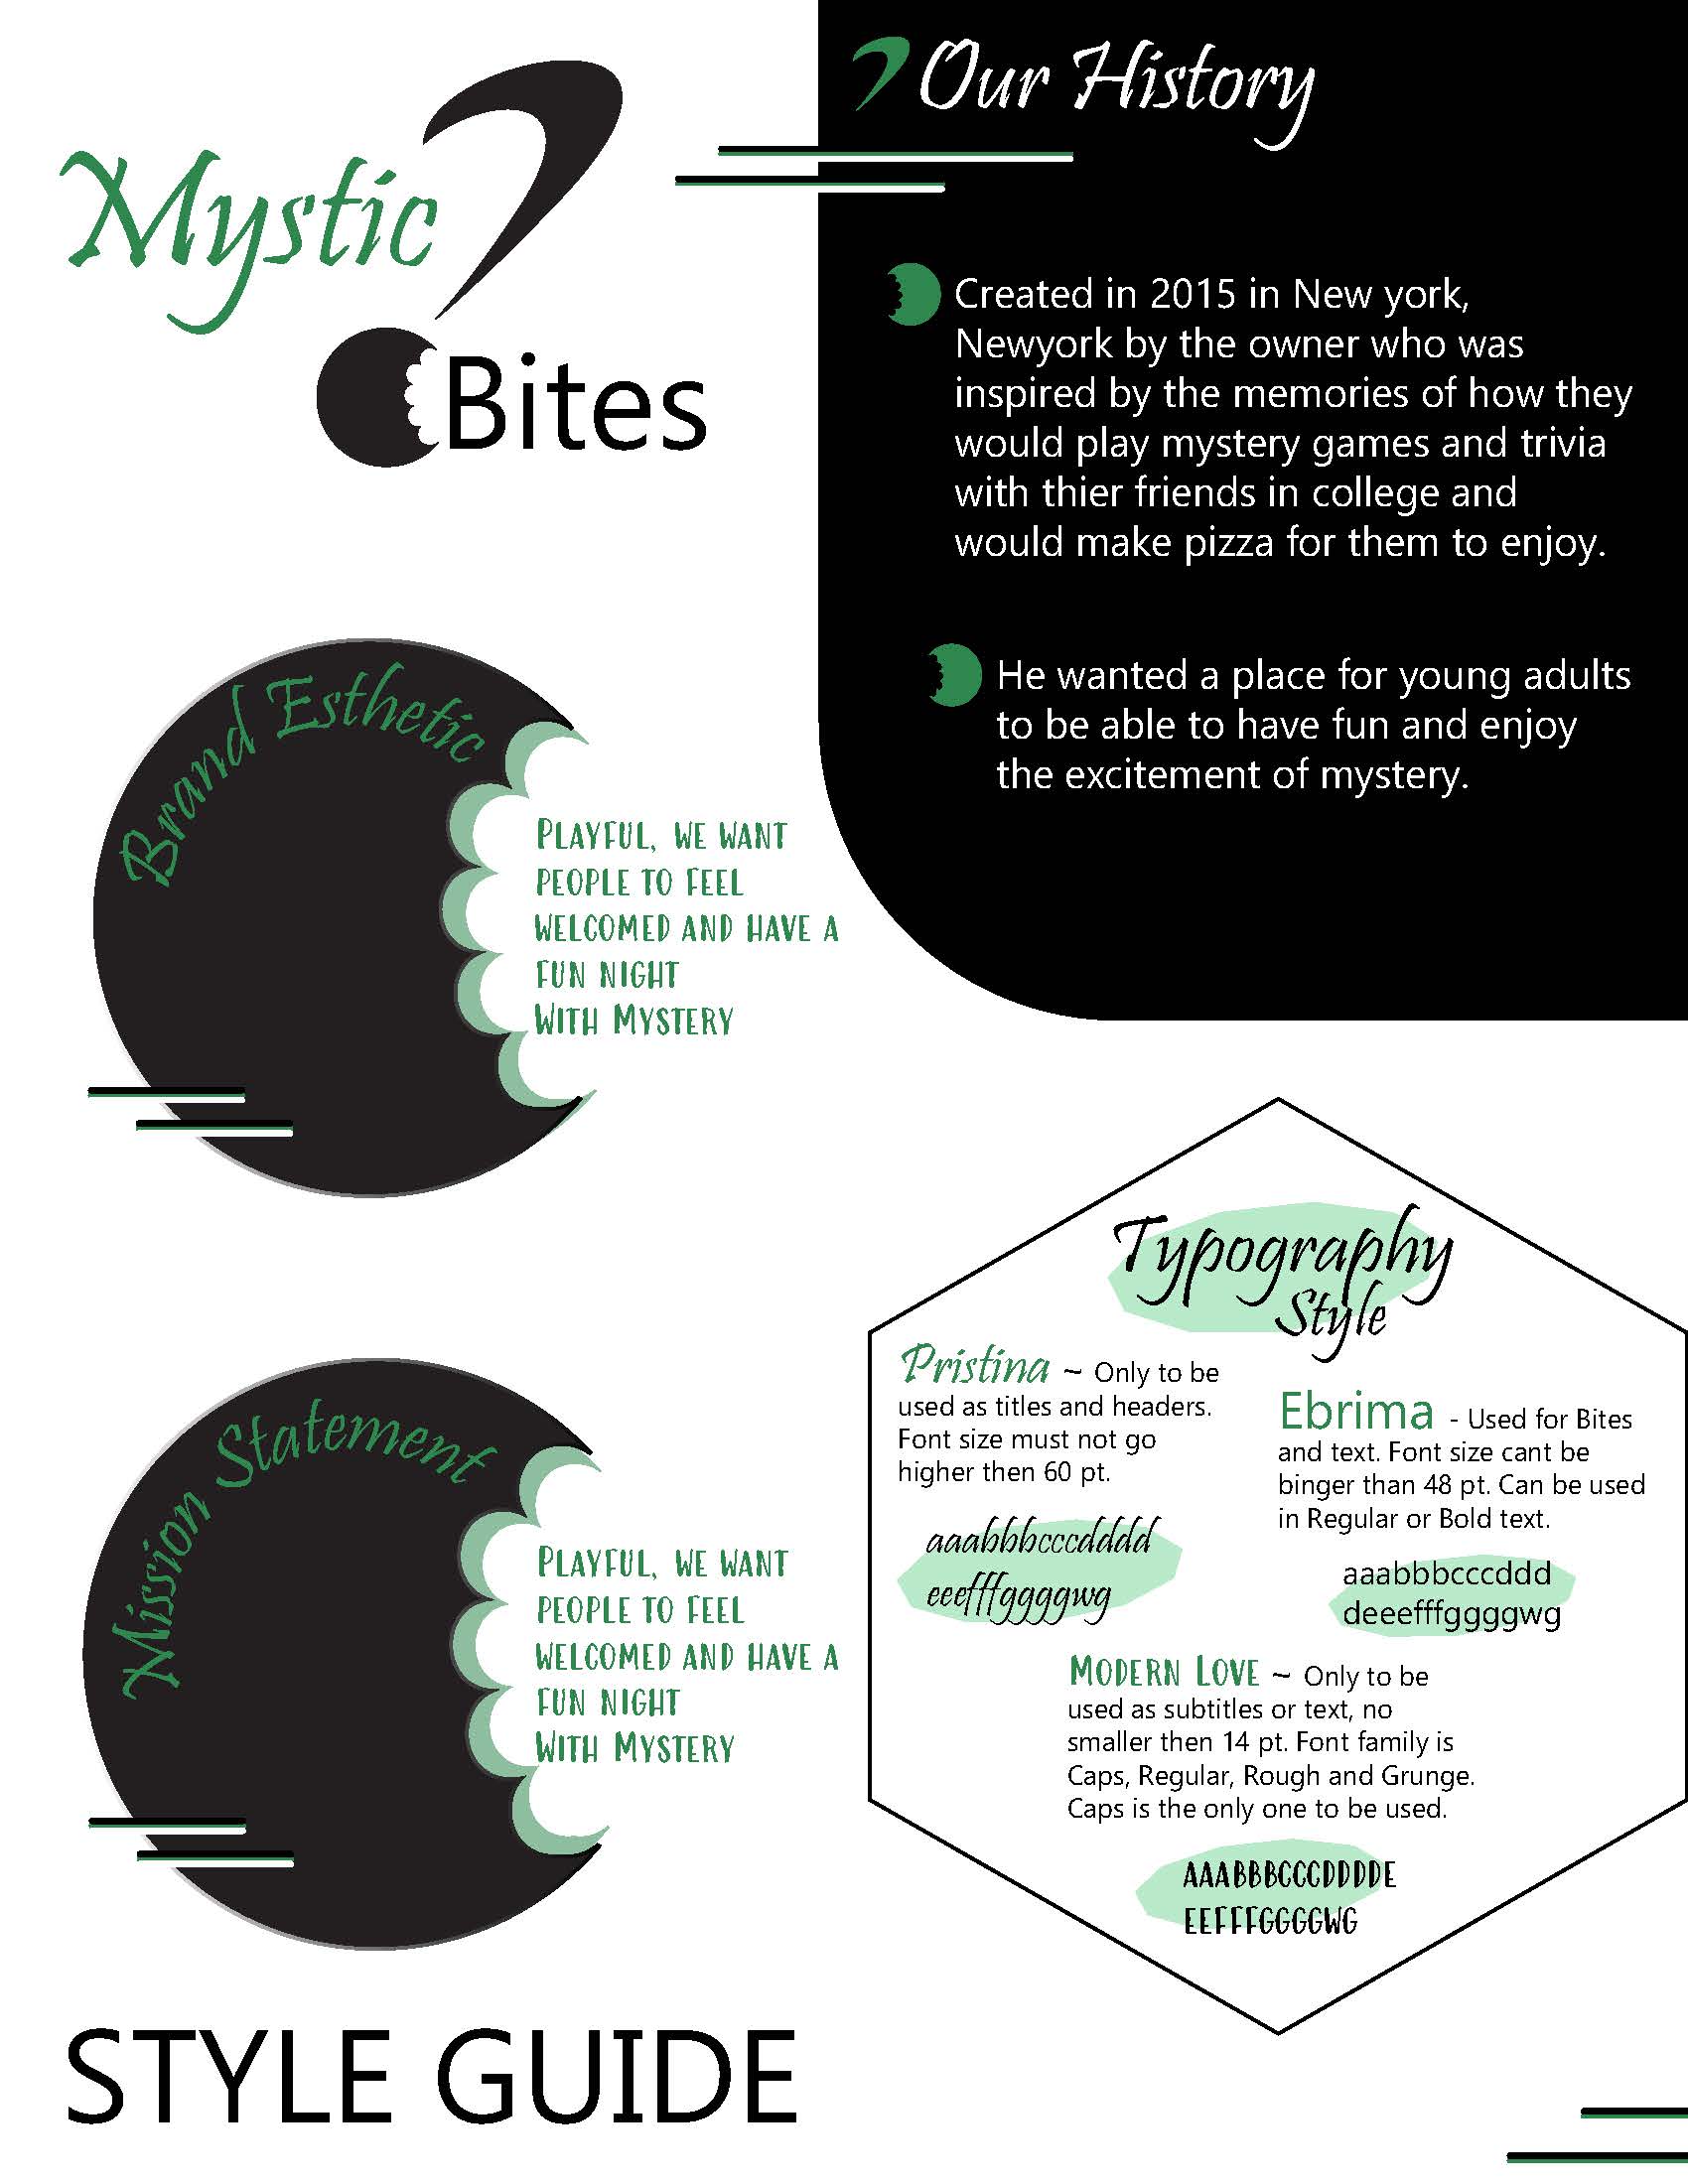 Mystic
Bites
Our History
Created in 2015 in New york,
Newyork by the owner who was
inspired by the memories of how they
would play mystery games and trivia
with thier friends in college and
would make pizza for them to enjoy.
He wanted a place for young adults
to be able to have fun and enjoy
the excitement of mystery.
Brand Esthetic
PLAYFUL, WE WANT
PEOPLE TO FEEL
WELCOMED AND HAVE A
FUN NIGHT
WITH MYSTERY
Mission Statement
PLAYFUL, WE WANT
PEOPLE TO FEEL
WELCOMED AND HAVE A
FUN NIGHT
WITH MYSTERY
Typography
Style
Pristina ~ Only to be
used as titles and headers.
Font size must not go
higher then 60 pt.
aaabbbcccdddd
eeefffggggwg
Ebrima - Used for Bites
and text. Font size cant be
binger than 48 pt. Can be used
in Regular or Bold text.
aaabbbcccddd
deeefffggggwg
MODERN LOVE ~ Only to be
used as subtitles or text, no
smaller then 14 pt. Font family is
Caps, Regular, Rough and Grunge.
Caps is the only one to be used.
AAABBBCCCDDDDE
EEFFFGGGGWG
STYLE GUIDE